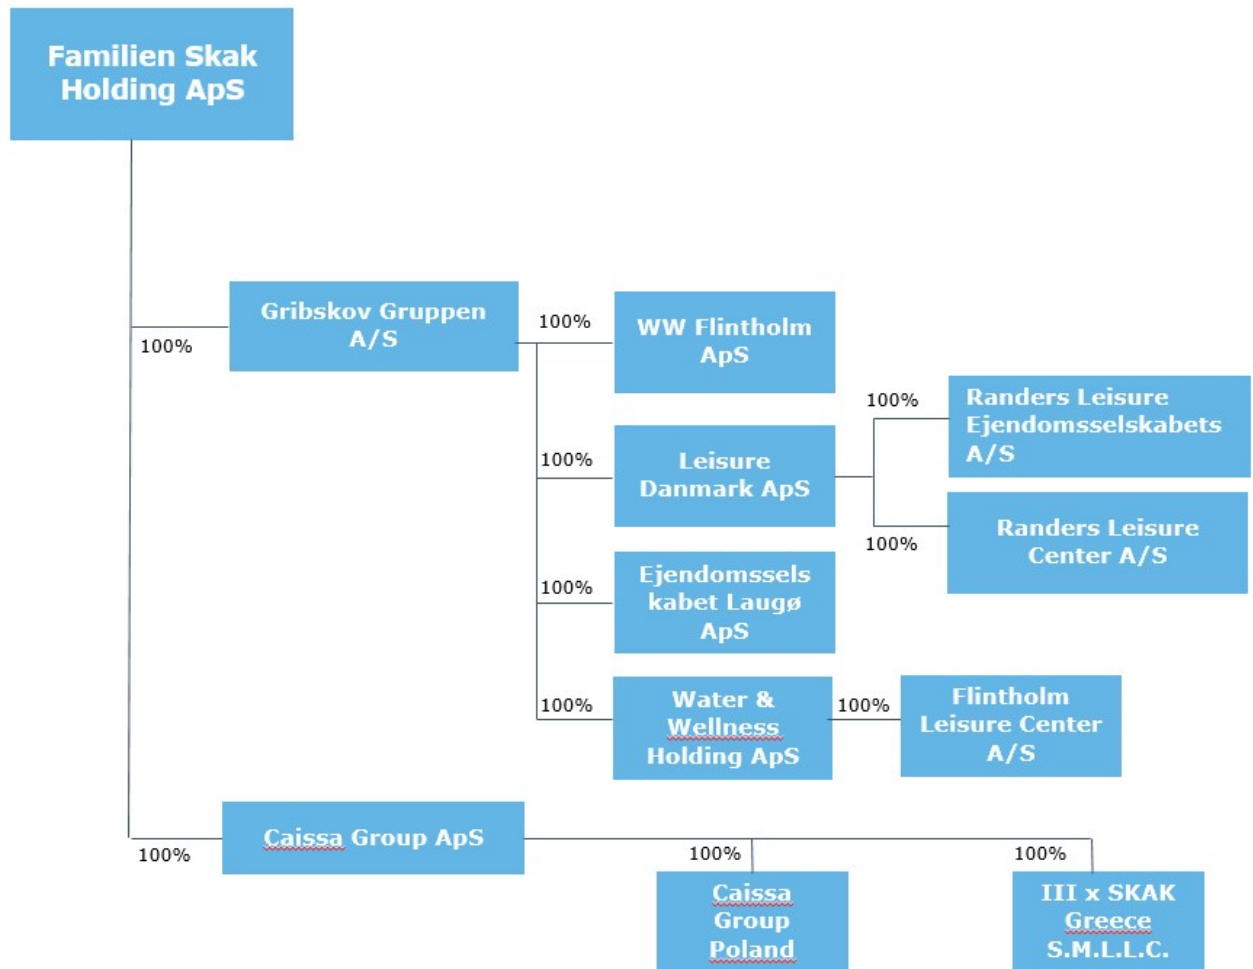 Familien Skak
Holding ApS
Gribskov Gruppen
A/S
100%
100%
WW Flintholm
ApS
100%
Leisure
Danmark ApS
100%
Randers Leisure
Ejendomsselskabets
A/S
100%
Randers Leisure
Center A/S
100%
Ejendomssels
kabet Laugø
ApS
100%
Water &
Wellness
Holding ApS
100%
Flintholm
Leisure Center
A/S
Caissa Group ApS
100%
100%
Caissa
Group
Poland
100%
III x SKAK
Greece
S.M.L.L.C.